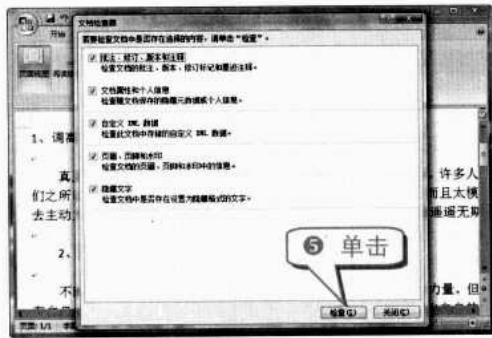 文档检查器
若要检查文档中是否存在选择的内容，请单击“检查”。
批注、修订、版本和注释
检查文档的批注、版本、修订标记和墨迹注释。
文档属性和个人信息
检查随文档保存的隐藏元数据或个人信息。
自定义 XML 数据
检查此文档中存储的自定义 XML 数据。
页眉、页脚和水印
检查文档的页眉、页脚和水印中的信息。
隐藏文字
检查文档中是否存在设置为隐藏格式的文字。
开始
页面视图
1、调高
真
许多人
们之所
而且太模
去主动
遥遥无期
2、
不
力量，但
❺ 单击
检查(I) 关闭(C)
页面: 1/1